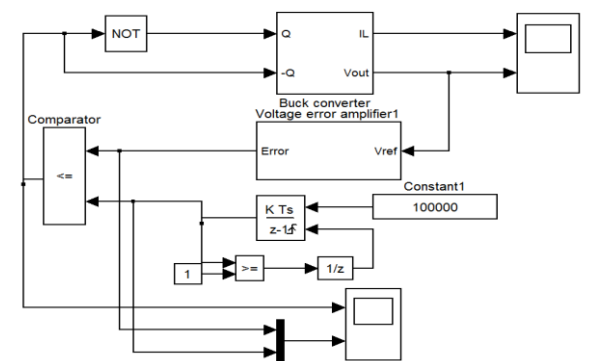 NOT
Q
IL
-Q
Vout
Buck converter
Comparator
Voltage error amplifier1
<=
Error
Vref
Constant1
K Ts
z-1
100000
1
>=
1/z